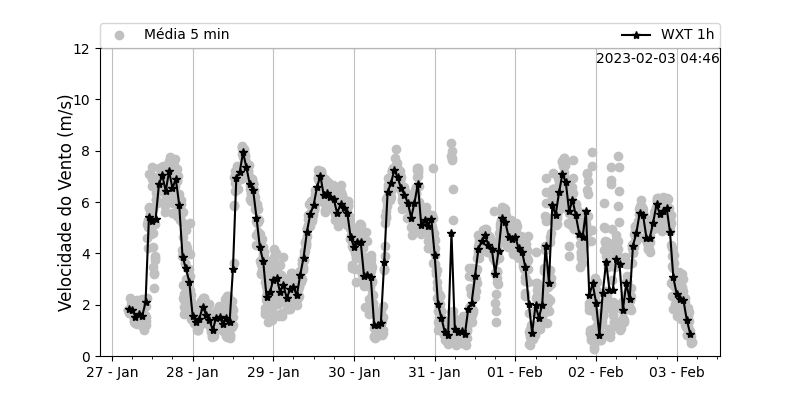 Média 5 min
WXT 1h
2023-02-03 04:46
Velocidade do Vento (m/s)
12
10
8
6
4
2
0
27 - Jan 28 - Jan 29 - Jan 30 - Jan 31 - Jan 01 - Feb 02 - Feb 03 - Feb